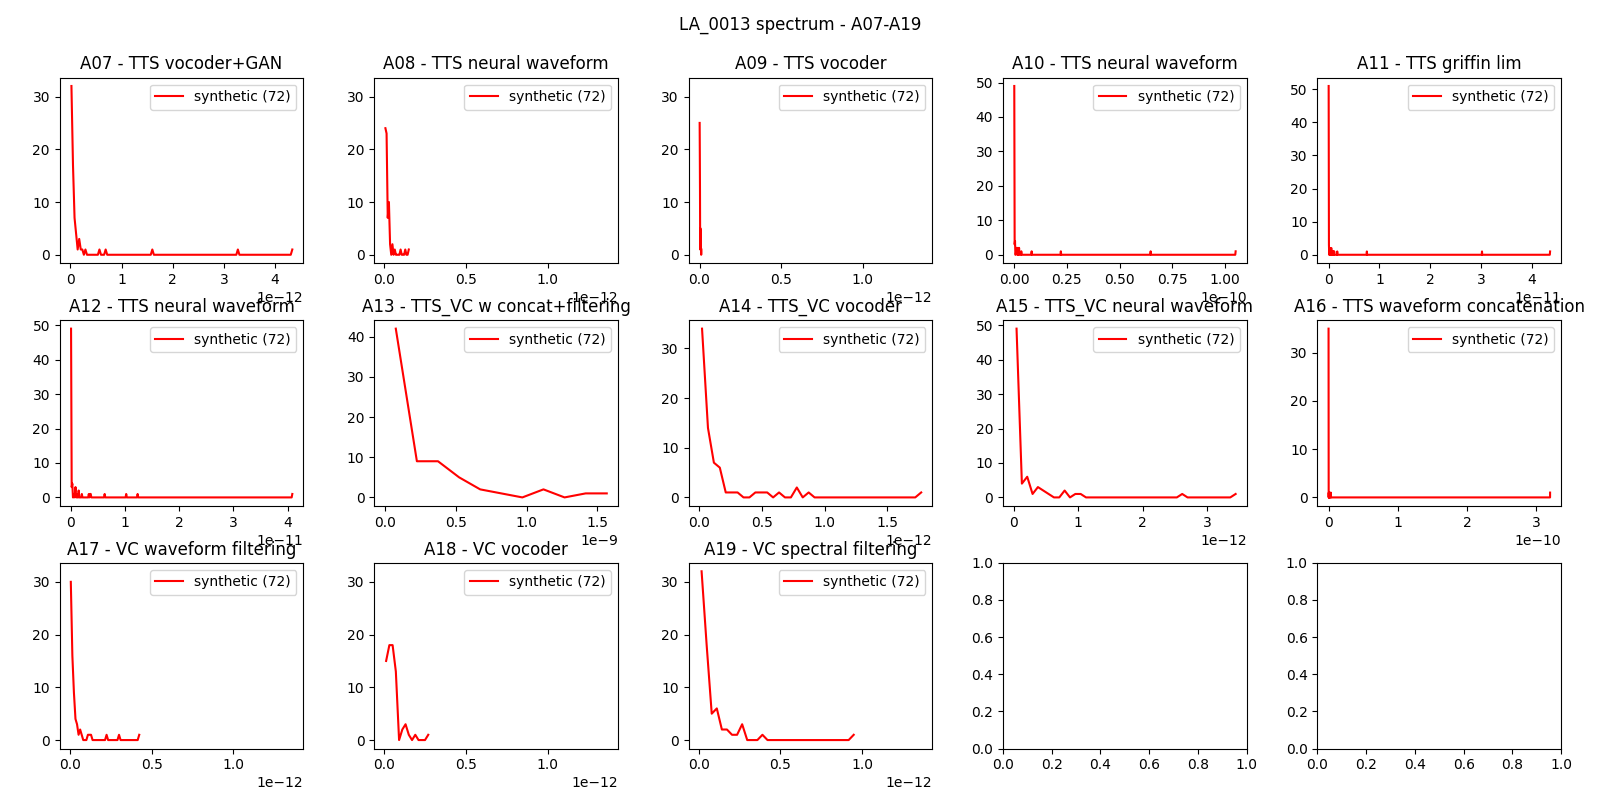 LA_0013 spectrum - A07-A19
A07 - TTS vocoder+GAN
synthetic (72)
30
20
10
0
0 1 2 3 4
1e−12
A08 - TTS neural waveform
synthetic (72)
30
20
10
0
0.0 0.5 1.0
1e−12
A09 - TTS vocoder
synthetic (72)
30
20
10
0
0.0 0.5 1.0
1e−12
A10 - TTS neural waveform
synthetic (72)
50
40
30
20
10
0
0.00 0.25 0.50 0.75 1.00
1e−10
A11 - TTS griffin lim
synthetic (72)
50
40
30
20
10
0
0 1 2 3 4
1e−11
A12 - TTS neural waveform
synthetic (72)
50
40
30
20
10
0
0 1 2 3 4
1e−11
A13 - TTS_VC w concat+filtering
synthetic (72)
40
30
20
10
0
0.0 0.5 1.0 1.5
1e−9
A14 - TTS_VC vocoder
synthetic (72)
30
20
10
0
0.0 0.5 1.0 1.5
1e−12
A15 - TTS_VC neural waveform
synthetic (72)
50
40
30
20
10
0
0 1 2 3
1e−12
A16 - TTS waveform concatenation
synthetic (72)
30
20
10
0
0 1 2 3
1e−10
A17 - VC waveform filtering
synthetic (72)
30
20
10
0
0.0 0.5 1.0
1e−12
A18 - VC vocoder
synthetic (72)
30
20
10
0
0.0 0.5 1.0
1e−12
A19 - VC spectral filtering
synthetic (72)
30
20
10
0
0.0 0.5 1.0
1e−12
1.0
0.8
0.6
0.4
0.2
0.0
0.0 0.2 0.4 0.6 0.8 1.0
1.0
0.8
0.6
0.4
0.2
0.0
0.0 0.2 0.4 0.6 0.8 1.0